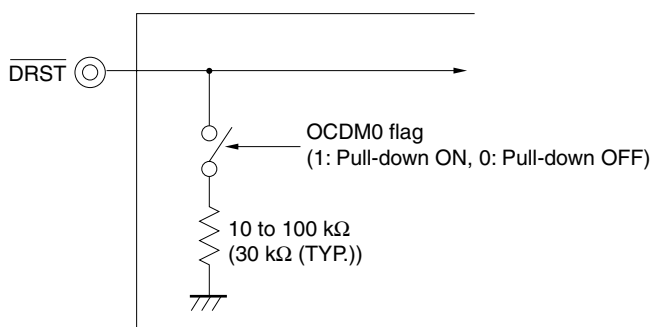 DRST
OCDM0 flag
(1: Pull-down ON, 0: Pull-down OFF)
10 to 100 kΩ
(30 kΩ (TYP.))